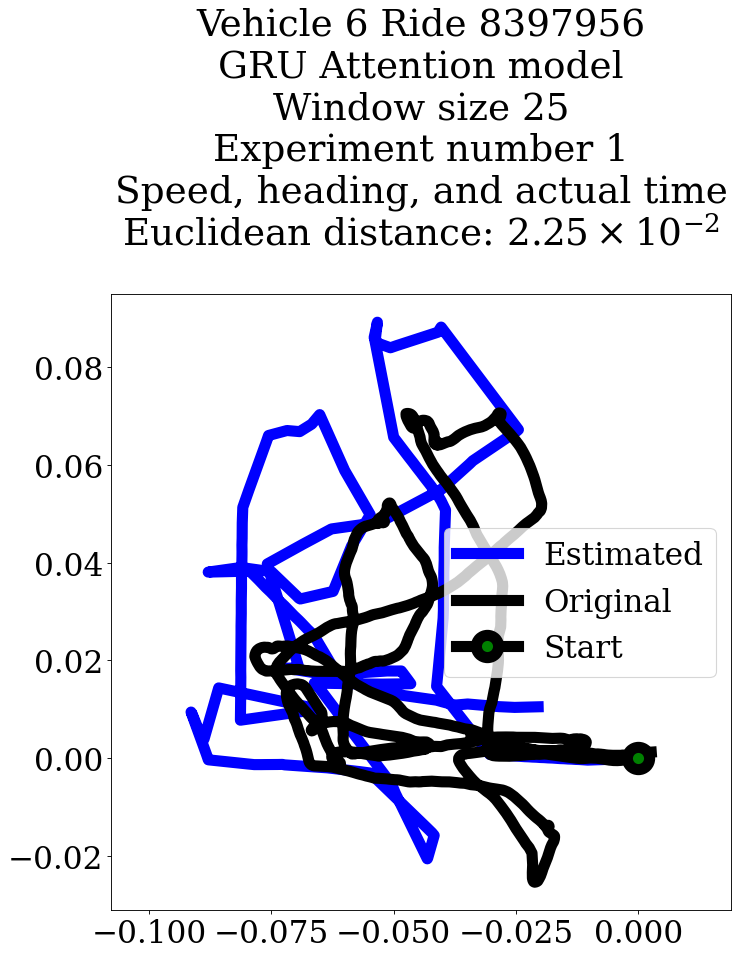 Vehicle 6 Ride 8397956
GRU Attention model
Window size 25
Experiment number 1
Speed, heading, and actual time
Euclidean distance: 2.25 × 10⁻²
0.08
0.06
0.04
0.02
0.00
−0.02
Estimated
Original
Start
−0.100 −0.075 −0.050 −0.025 0.000